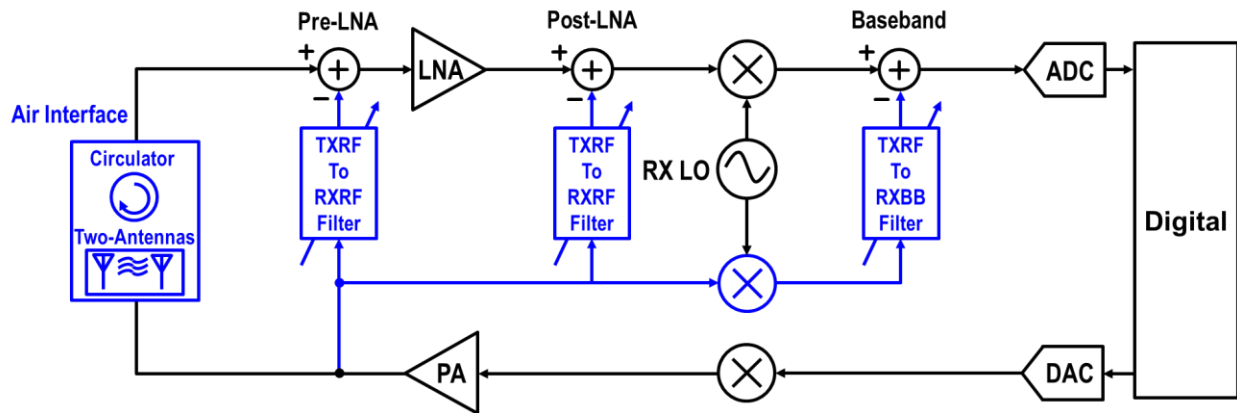 Pre-LNA
Post-LNA
Baseband
+
+
+
LNA
ADC
Air Interface
−
−
−
Circulator
Two-Antennas
TXRF
To
RXRF
Filter
TXRF
To
RXRF
Filter
RX LO
TXRF
To
RXBB
Filter
Digital
PA
DAC